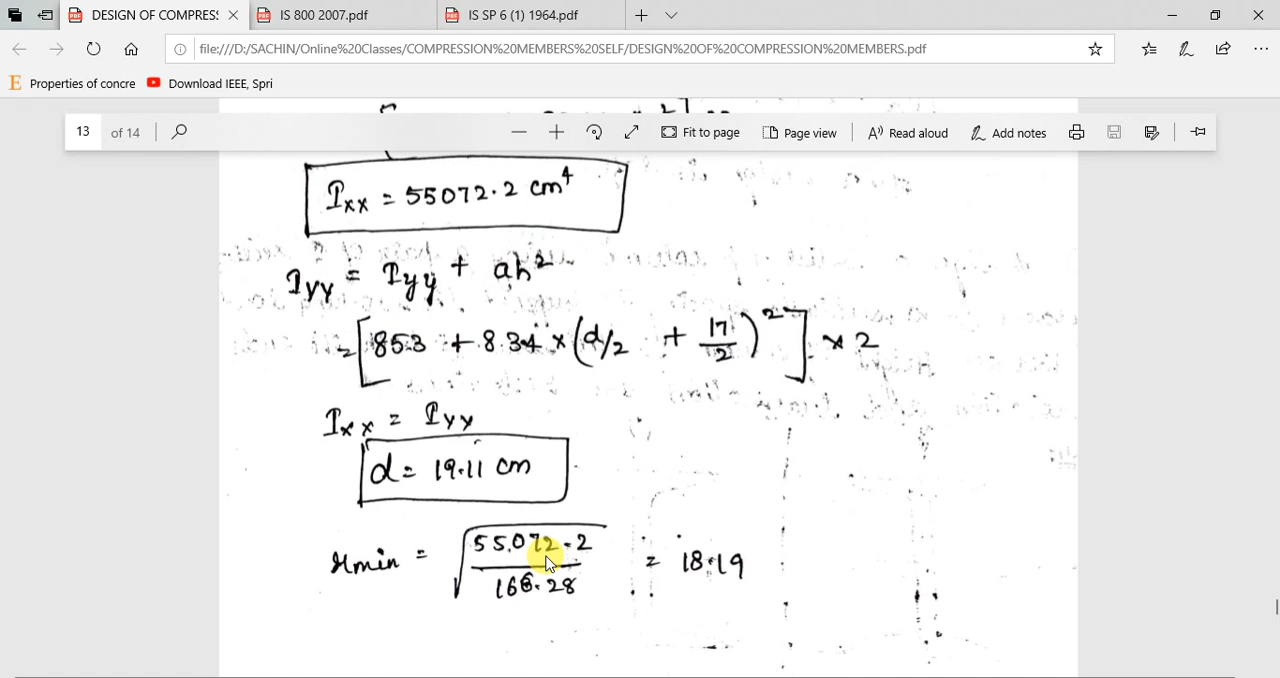 DESIGN OF COMPRESS
IS 800 2007.pdf
IS SP 6 (1) 1964.pdf
file:///D:/SACHIN/Online%20Classes/COMPRESSION%20MEMBERS%20SELF/DESIGN%20OF%20COMPRESSION%20MEMBERS.pdf
Properties of concre
Download IEEE, Spri
13 of 14
Fit to page
Page view
Read aloud
Add notes
Ixx = 55072.2 cm⁴
IYY = Iyy + ah²
= [853 + 8.34 × (d/2 + 17/2)²] × 2
Ixx = IYY
d = 19.11 cm
rmin = √(55072.2 / 166.28) = 18.19